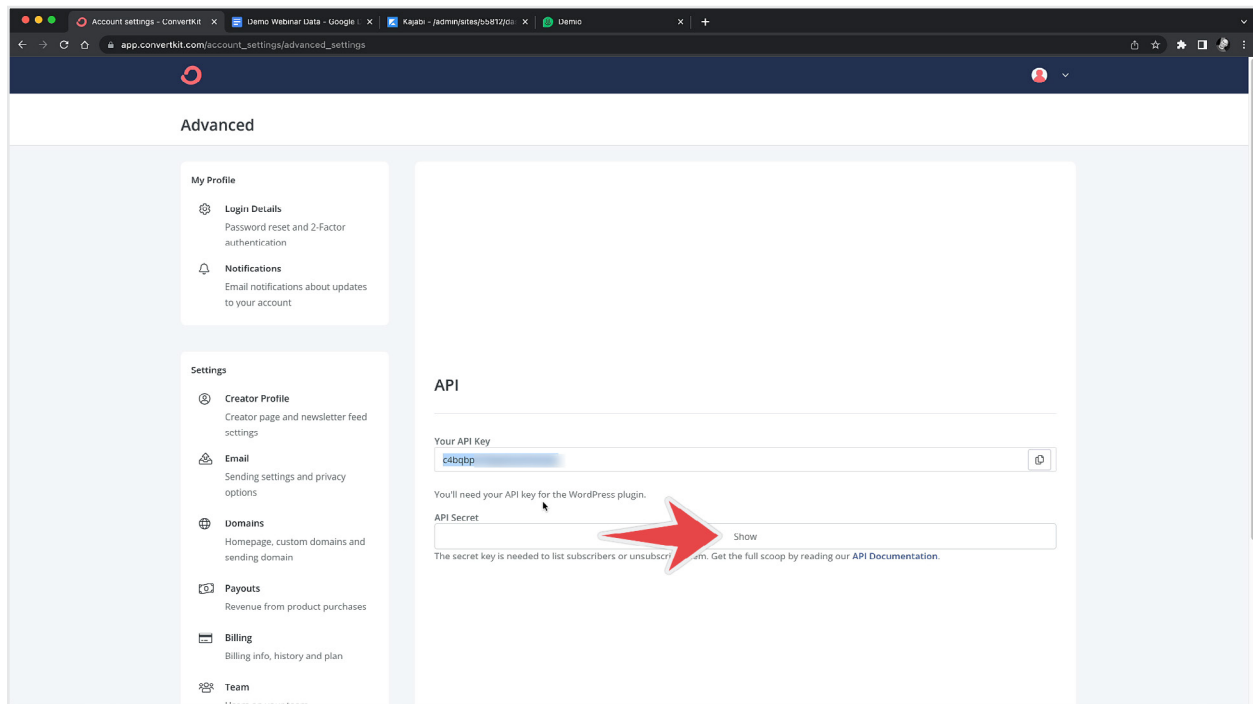 Account settings - ConvertKit
Demo Webinar Data - Google D
Kajabi - /admin/sites/55812/da
Demio
app.convertkit.com/account_settings/advanced_settings
Advanced
My Profile
Login Details
Password reset and 2-Factor
authentication
Notifications
Email notifications about updates
to your account
Settings
Creator Profile
Creator page and newsletter feed
settings
Email
Sending settings and privacy
options
Domains
Homepage, custom domains and
sending domain
Payouts
Revenue from product purchases
Billing
Billing info, history and plan
Team
API
Your API Key
c4bqbp
You'll need your API key for the WordPress plugin.
API Secret
Show
The secret key is needed to list subscribers or unsubscri em. Get the full scoop by reading our API Documentation.